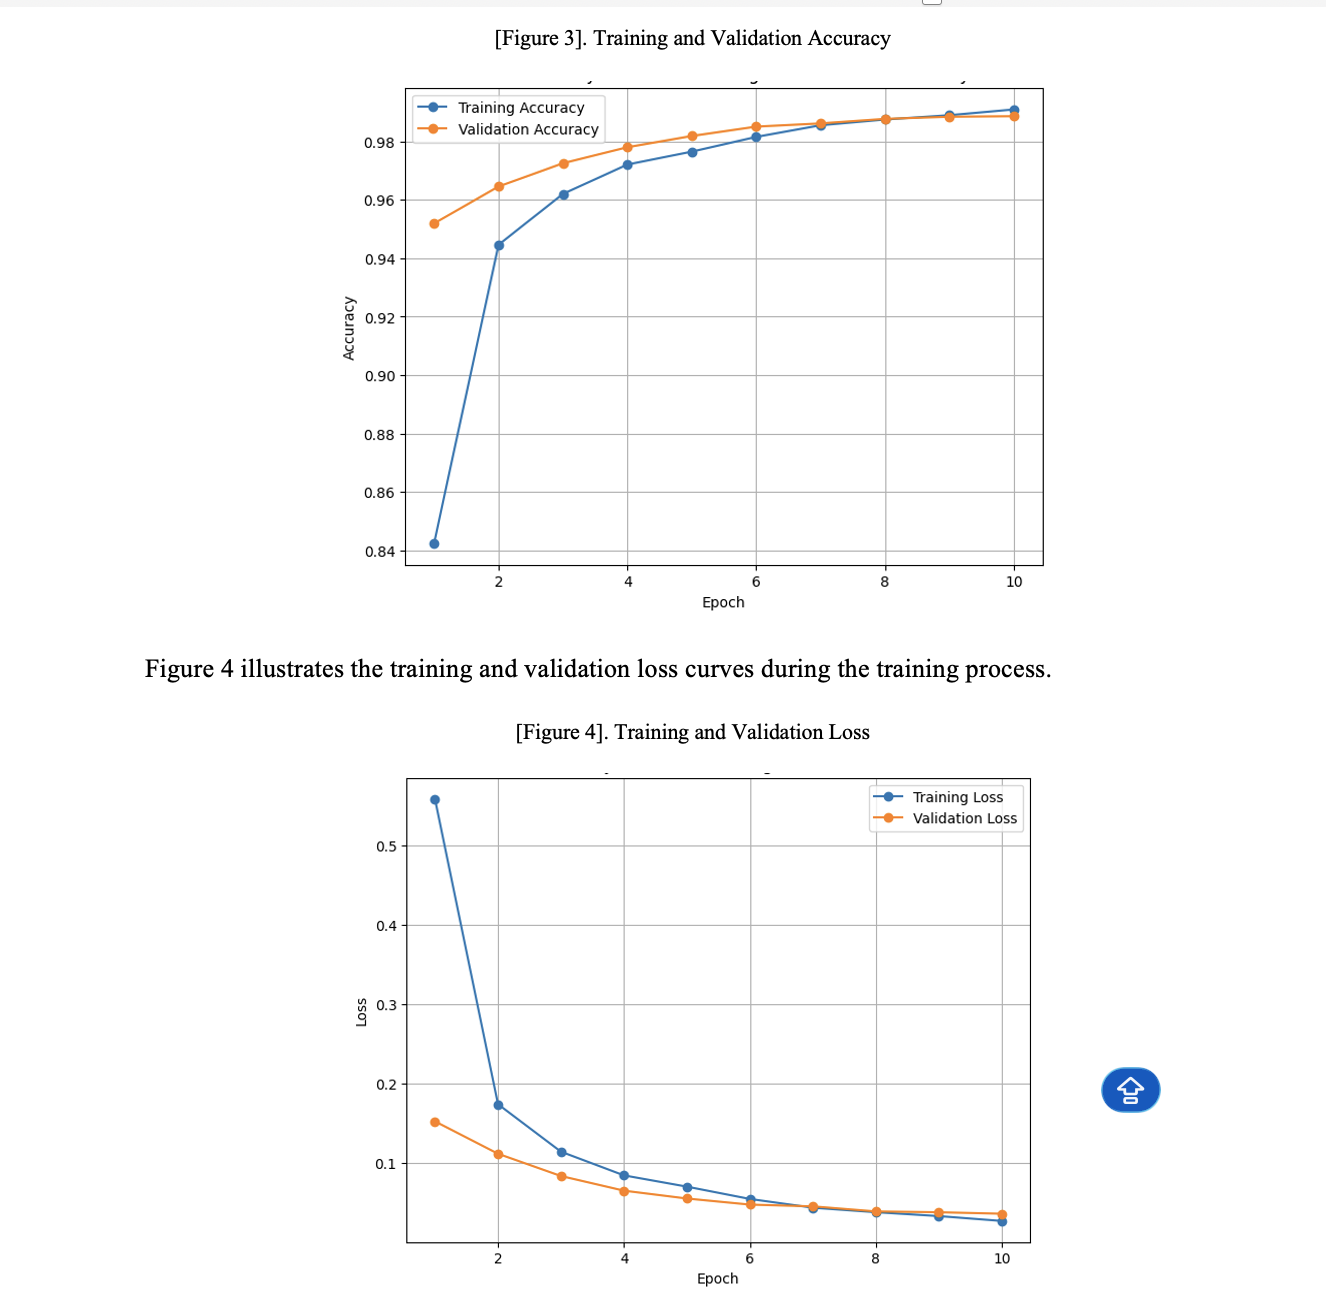 [Figure 3]. Training and Validation Accuracy
Training Accuracy
Validation Accuracy
0.98
0.96
0.94
0.92
0.90
0.88
0.86
0.84
Accuracy
2 4 6 8 10
Epoch
Figure 4 illustrates the training and validation loss curves during the training process.
[Figure 4]. Training and Validation Loss
Training Loss
Validation Loss
0.5
0.4
0.3
0.2
0.1
Loss
2 4 6 8 10
Epoch